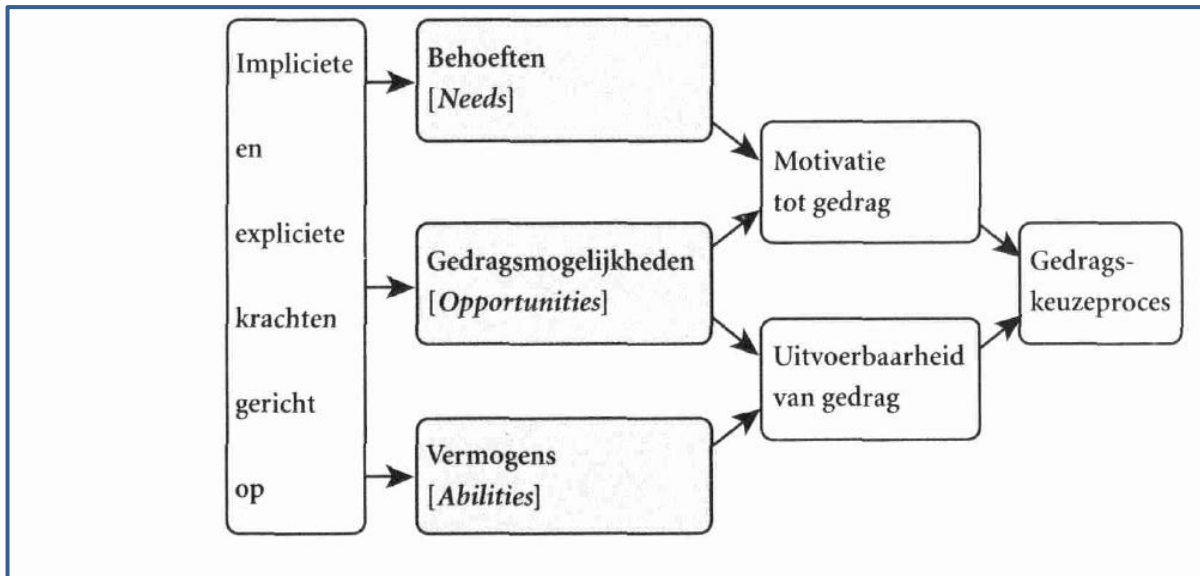 Impliciete
en
expliciete
krachten
gericht
op
Behoeften
[Needs]
Gedragsmogelijkheden
[Opportunities]
Vermogens
[Abilities]
Motivatie
tot gedrag
Uitvoerbaarheid
van gedrag
Gedrags-
keuzeproces